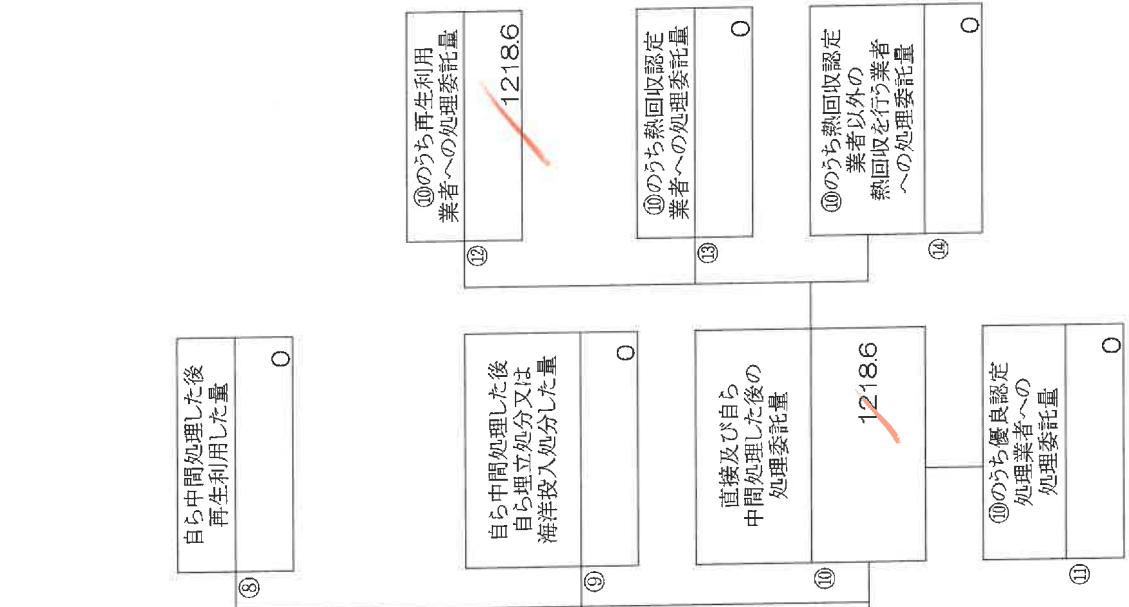 自ら中間処理した後
再生利用した量
0
⑧
自ら中間処理した後
自ら埋立処分又は
海洋投入処分した量
0
⑨
直接及び自ら
中間処理した後の
処理委託量
1218.6
⑩
⑩のうち優良認定
処理業者への
処理委託量
0
⑪
⑩のうち再生利用
業者への処理委託量
1218.6
⑫
⑩のうち熱回収認定
業者への処理委託量
0
⑬
⑩のうち熱回収認定
業者以外の
熱回収を行う業者
への処理委託量
0
⑭